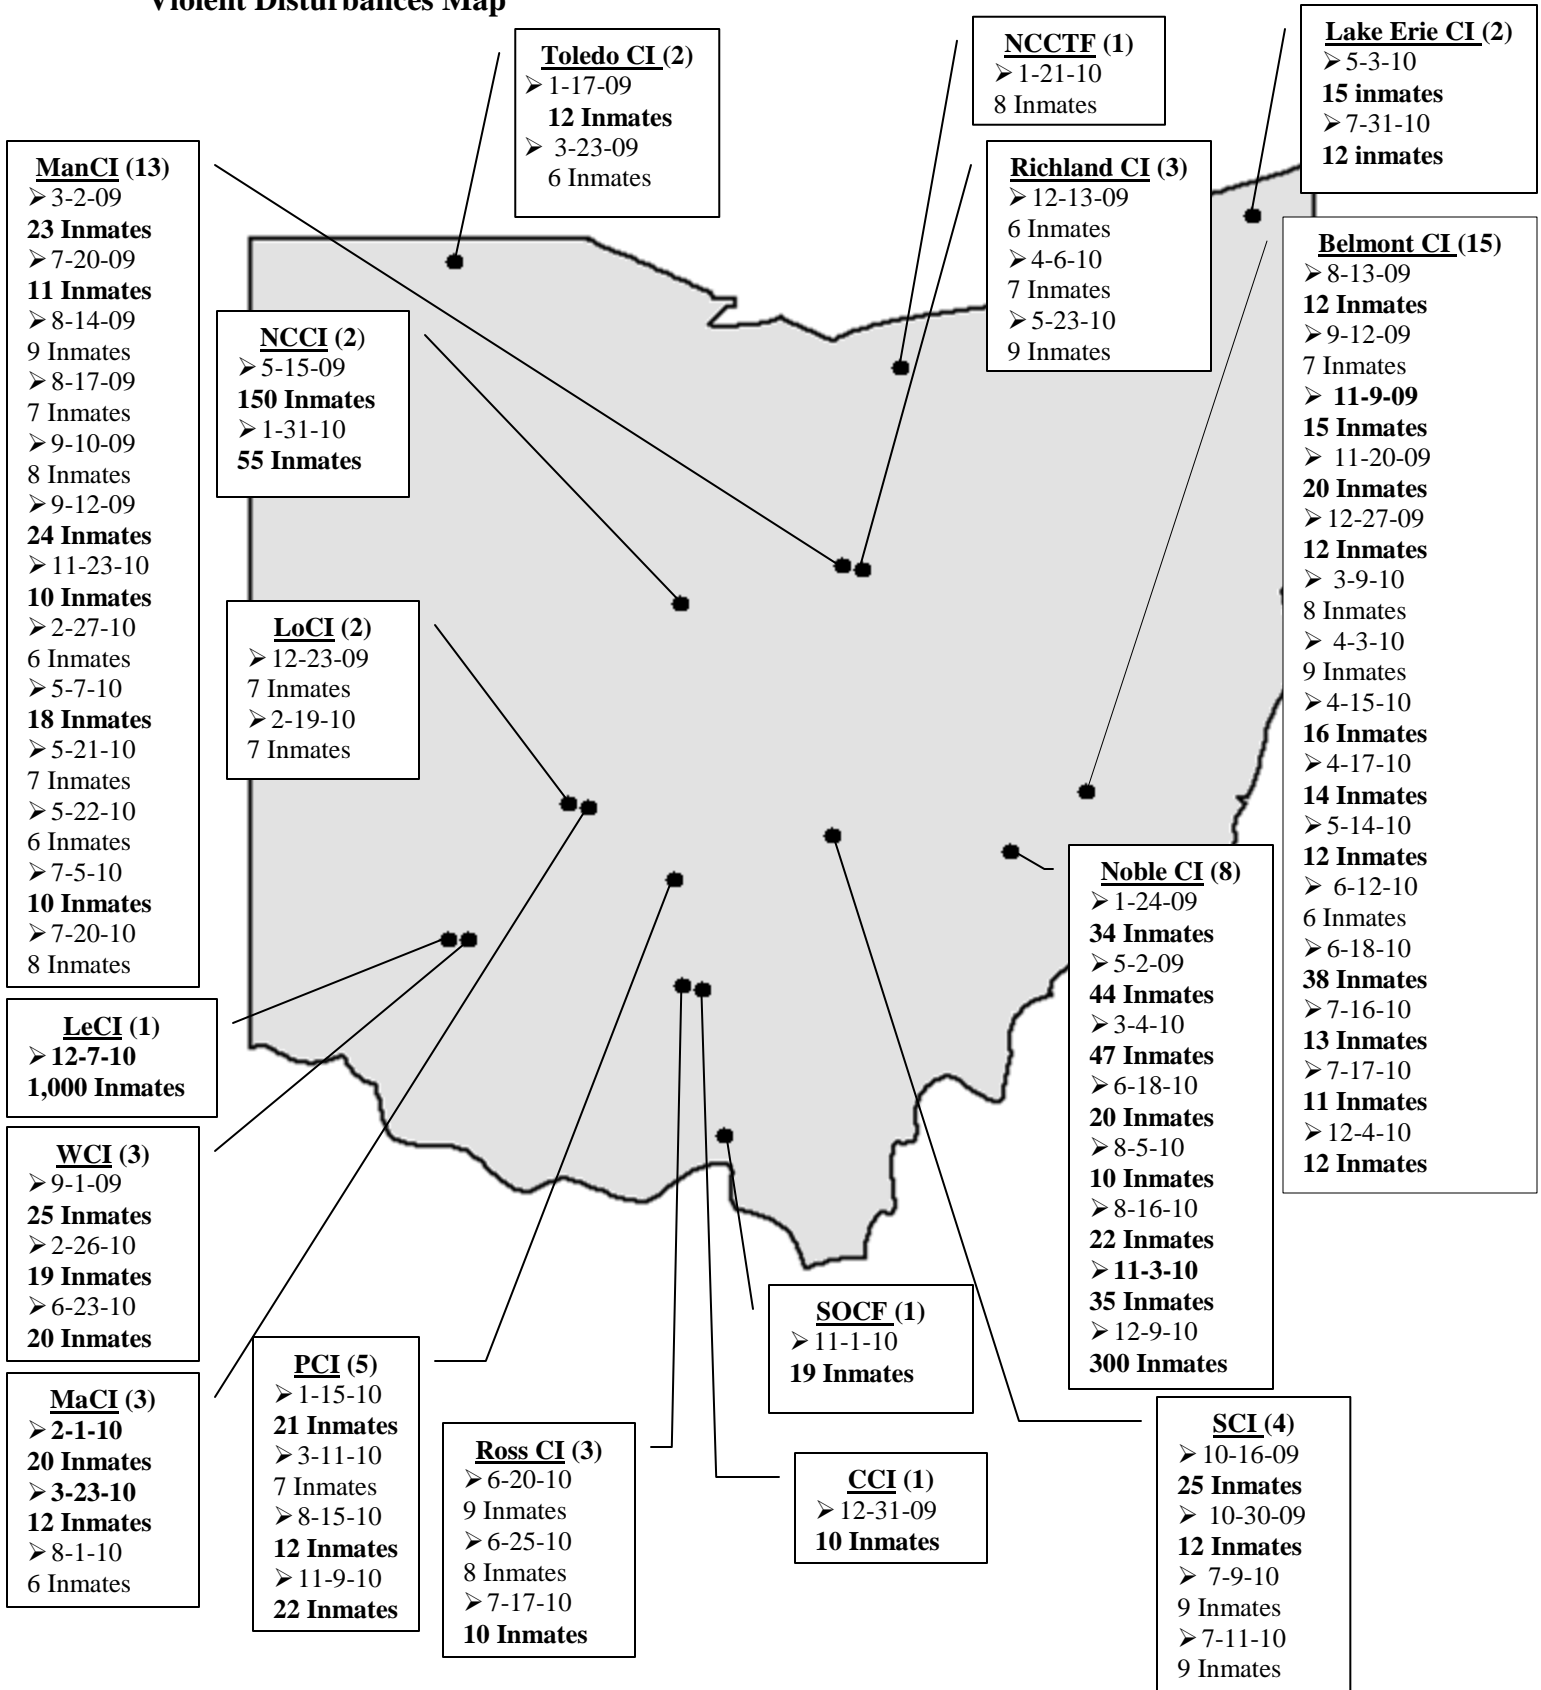 Violent Disturbances Map
Toledo CI (2)
➢ 1-17-09
12 Inmates
➢ 3-23-09
6 Inmates
NCCTF (1)
➢ 1-21-10
8 Inmates
Lake Erie CI (2)
➢ 5-3-10
15 inmates
➢ 7-31-10
12 inmates
ManCI (13)
➢ 3-2-09
23 Inmates
➢ 7-20-09
11 Inmates
➢ 8-14-09
9 Inmates
➢ 8-17-09
7 Inmates
➢ 9-10-09
8 Inmates
➢ 9-12-09
24 Inmates
➢ 11-23-10
10 Inmates
➢ 2-27-10
6 Inmates
➢ 5-7-10
18 Inmates
➢ 5-21-10
7 Inmates
➢ 5-22-10
6 Inmates
➢ 7-5-10
10 Inmates
➢ 7-20-10
8 Inmates
Richland CI (3)
➢ 12-13-09
6 Inmates
➢ 4-6-10
7 Inmates
➢ 5-23-10
9 Inmates
NCCI (2)
➢ 5-15-09
150 Inmates
➢ 1-31-10
55 Inmates
Belmont CI (15)
➢ 8-13-09
12 Inmates
➢ 9-12-09
7 Inmates
➢ 11-9-09
15 Inmates
➢ 11-20-09
20 Inmates
➢ 12-27-09
12 Inmates
➢ 3-9-10
8 Inmates
➢ 4-3-10
9 Inmates
➢ 4-15-10
16 Inmates
➢ 4-17-10
14 Inmates
➢ 5-14-10
12 Inmates
➢ 6-12-10
6 Inmates
➢ 6-18-10
38 Inmates
➢ 7-16-10
13 Inmates
➢ 7-17-10
11 Inmates
➢ 12-4-10
12 Inmates
LoCI (2)
➢ 12-23-09
7 Inmates
➢ 2-19-10
7 Inmates
Noble CI (8)
➢ 1-24-09
34 Inmates
➢ 5-2-09
44 Inmates
➢ 3-4-10
47 Inmates
➢ 6-18-10
20 Inmates
➢ 8-5-10
10 Inmates
➢ 8-16-10
22 Inmates
➢ 11-3-10
35 Inmates
➢ 12-9-10
300 Inmates
LeCI (1)
➢ 12-7-10
1,000 Inmates
WCI (3)
➢ 9-1-09
25 Inmates
➢ 2-26-10
19 Inmates
➢ 6-23-10
20 Inmates
MaCI (3)
➢ 2-1-10
20 Inmates
➢ 3-23-10
12 Inmates
➢ 8-1-10
6 Inmates
PCI (5)
➢ 1-15-10
21 Inmates
➢ 3-11-10
7 Inmates
➢ 8-15-10
12 Inmates
➢ 11-9-10
22 Inmates
Ross CI (3)
➢ 6-20-10
9 Inmates
➢ 6-25-10
8 Inmates
➢ 7-17-10
10 Inmates
SOCF (1)
➢ 11-1-10
19 Inmates
CCI (1)
➢ 12-31-09
10 Inmates
SCI (4)
➢ 10-16-09
25 Inmates
➢ 10-30-09
12 Inmates
➢ 7-9-10
9 Inmates
➢ 7-11-10
9 Inmates